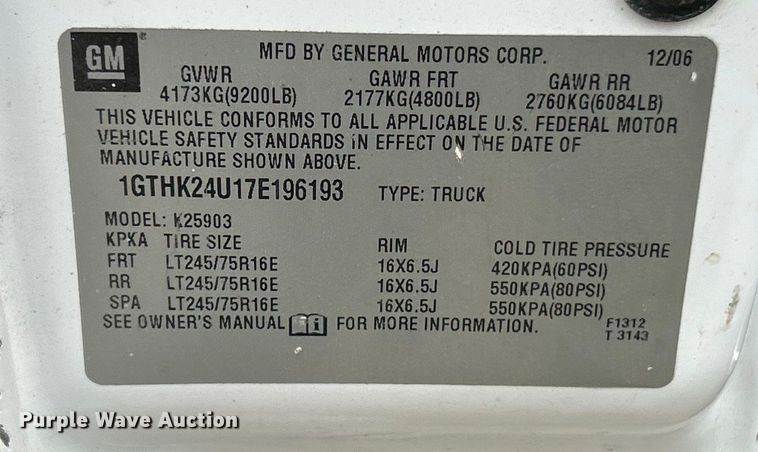 GM
MFD BY GENERAL MOTORS CORP. 12/06
GVWR GAWR FRT GAWR RR
4173KG(9200LB) 2177KG(4800LB) 2760KG(6084LB)
THIS VEHICLE CONFORMS TO ALL APPLICABLE U.S. FEDERAL MOTOR
VEHICLE SAFETY STANDARDS IN EFFECT ON THE DATE OF
MANUFACTURE SHOWN ABOVE.
1GTHK24U17E196193 TYPE: TRUCK
MODEL: K25903
KPKA TIRE SIZE RIM COLD TIRE PRESSURE
FRT LT245/75R16E 16X6.5J 420KPA(60PSI)
RR LT245/75R16E 16X6.5J 550KPA(80PSI)
SPA LT245/75R16E 16X6.5J 550KPA(80PSI)
SEE OWNER'S MANUAL FOR MORE INFORMATION. F1312
T 3143
Purple Wave Auction